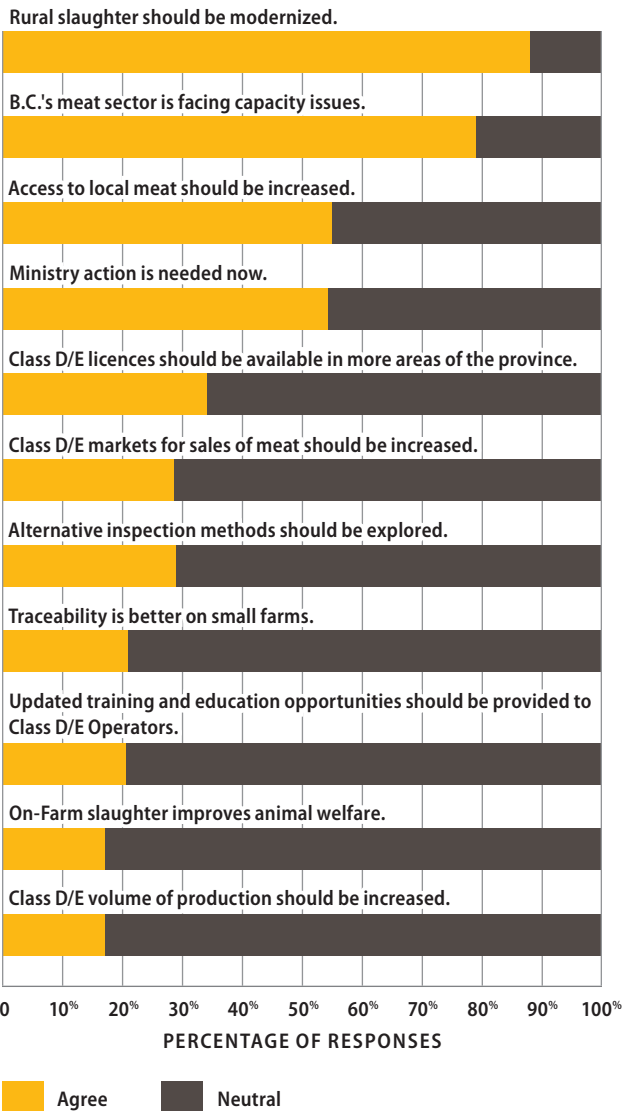 Rural slaughter should be modernized.
B.C.'s meat sector is facing capacity issues.
Access to local meat should be increased.
Ministry action is needed now.
Class D/E licences should be available in more areas of the province.
Class D/E markets for sales of meat should be increased.
Alternative inspection methods should be explored.
Traceability is better on small farms.
Updated training and education opportunities should be provided to
Class D/E Operators.
On-Farm slaughter improves animal welfare.
Class D/E volume of production should be increased.
0 10% 20% 30% 40% 50% 60% 70% 80% 90% 100%
PERCENTAGE OF RESPONSES
Agree Neutral